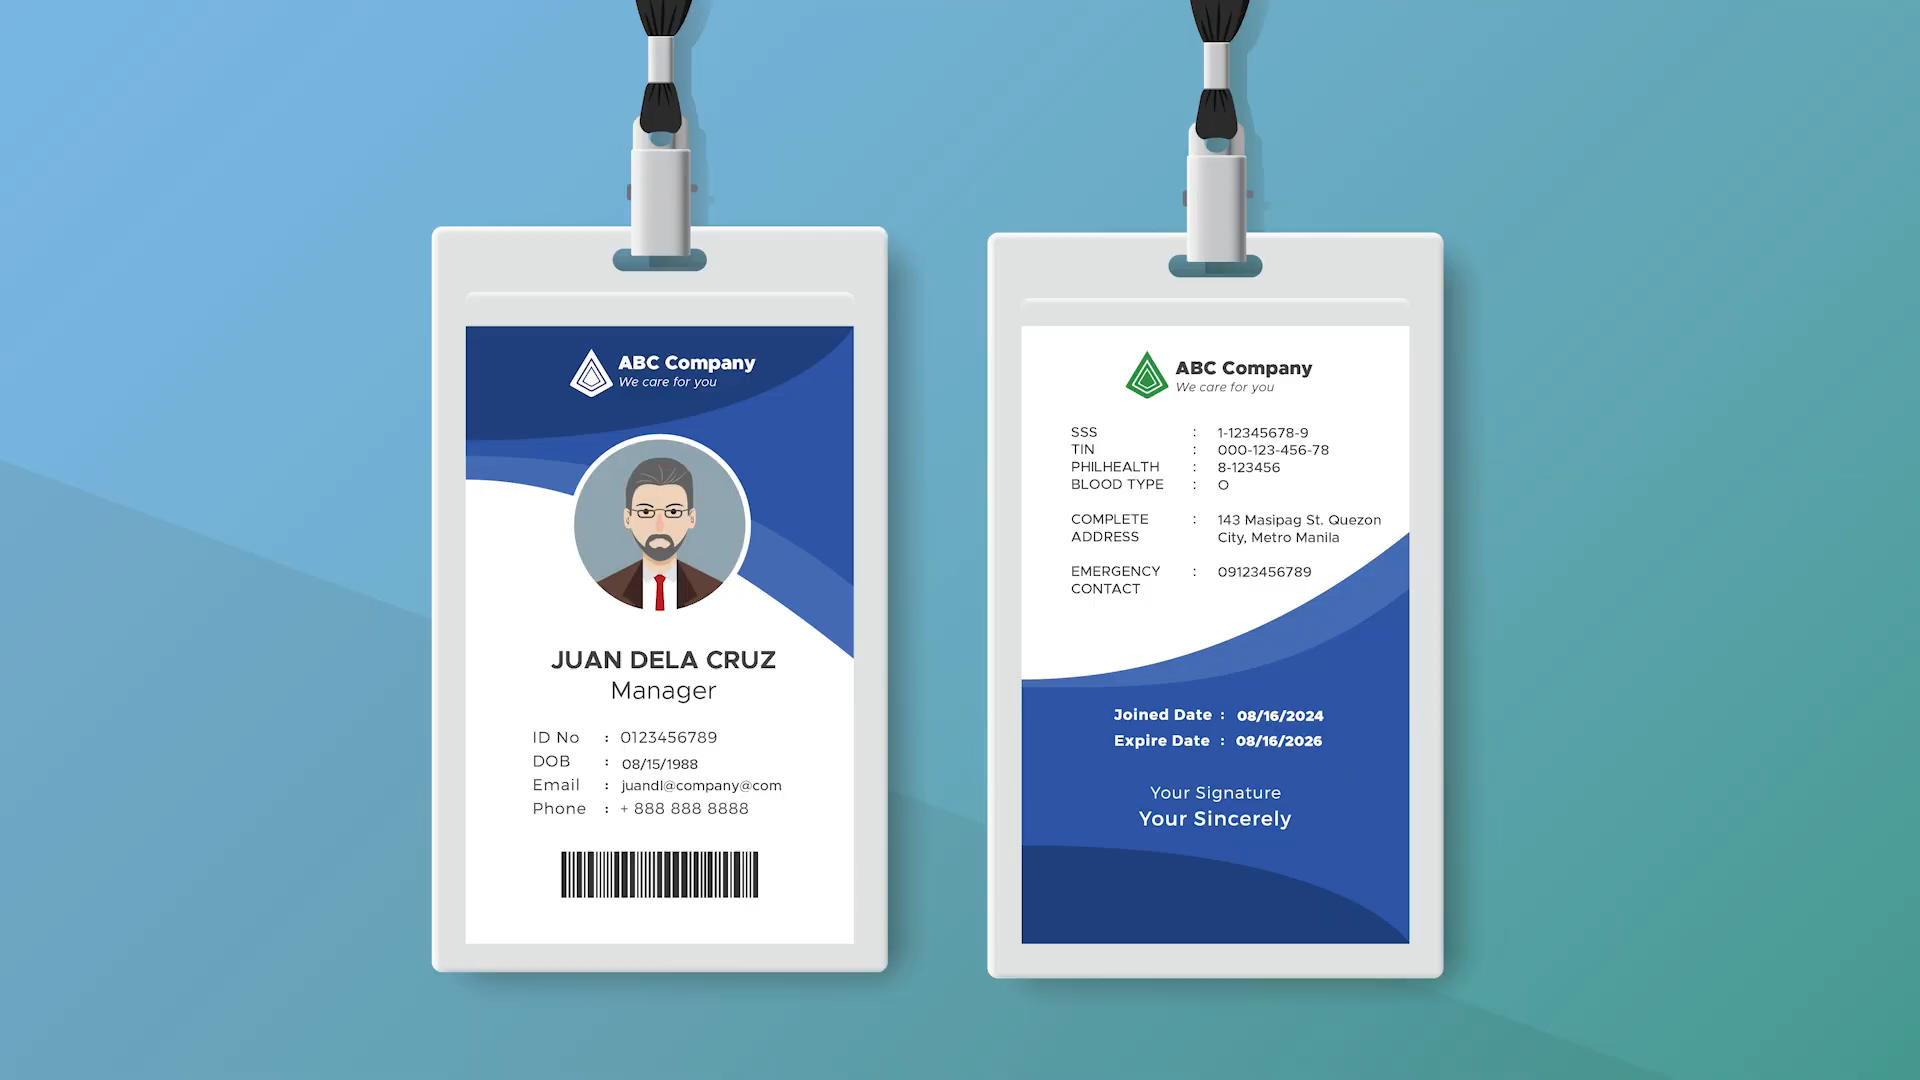 ABC Company
We care for you
JUAN DELA CRUZ
Manager
ID No : 0123456789
DOB : 08/15/1988
Email : juandl@company@com
Phone : + 888 888 8888
ABC Company
We care for you
SSS : 1-12345678-9
TIN : 000-123-456-78
PHILHEALTH : 8-123456
BLOOD TYPE : O
COMPLETE : 143 Masipag St. Quezon
ADDRESS City, Metro Manila
EMERGENCY : 09123456789
CONTACT
Joined Date : 08/16/2024
Expire Date : 08/16/2026
Your Signature
Your Sincerely